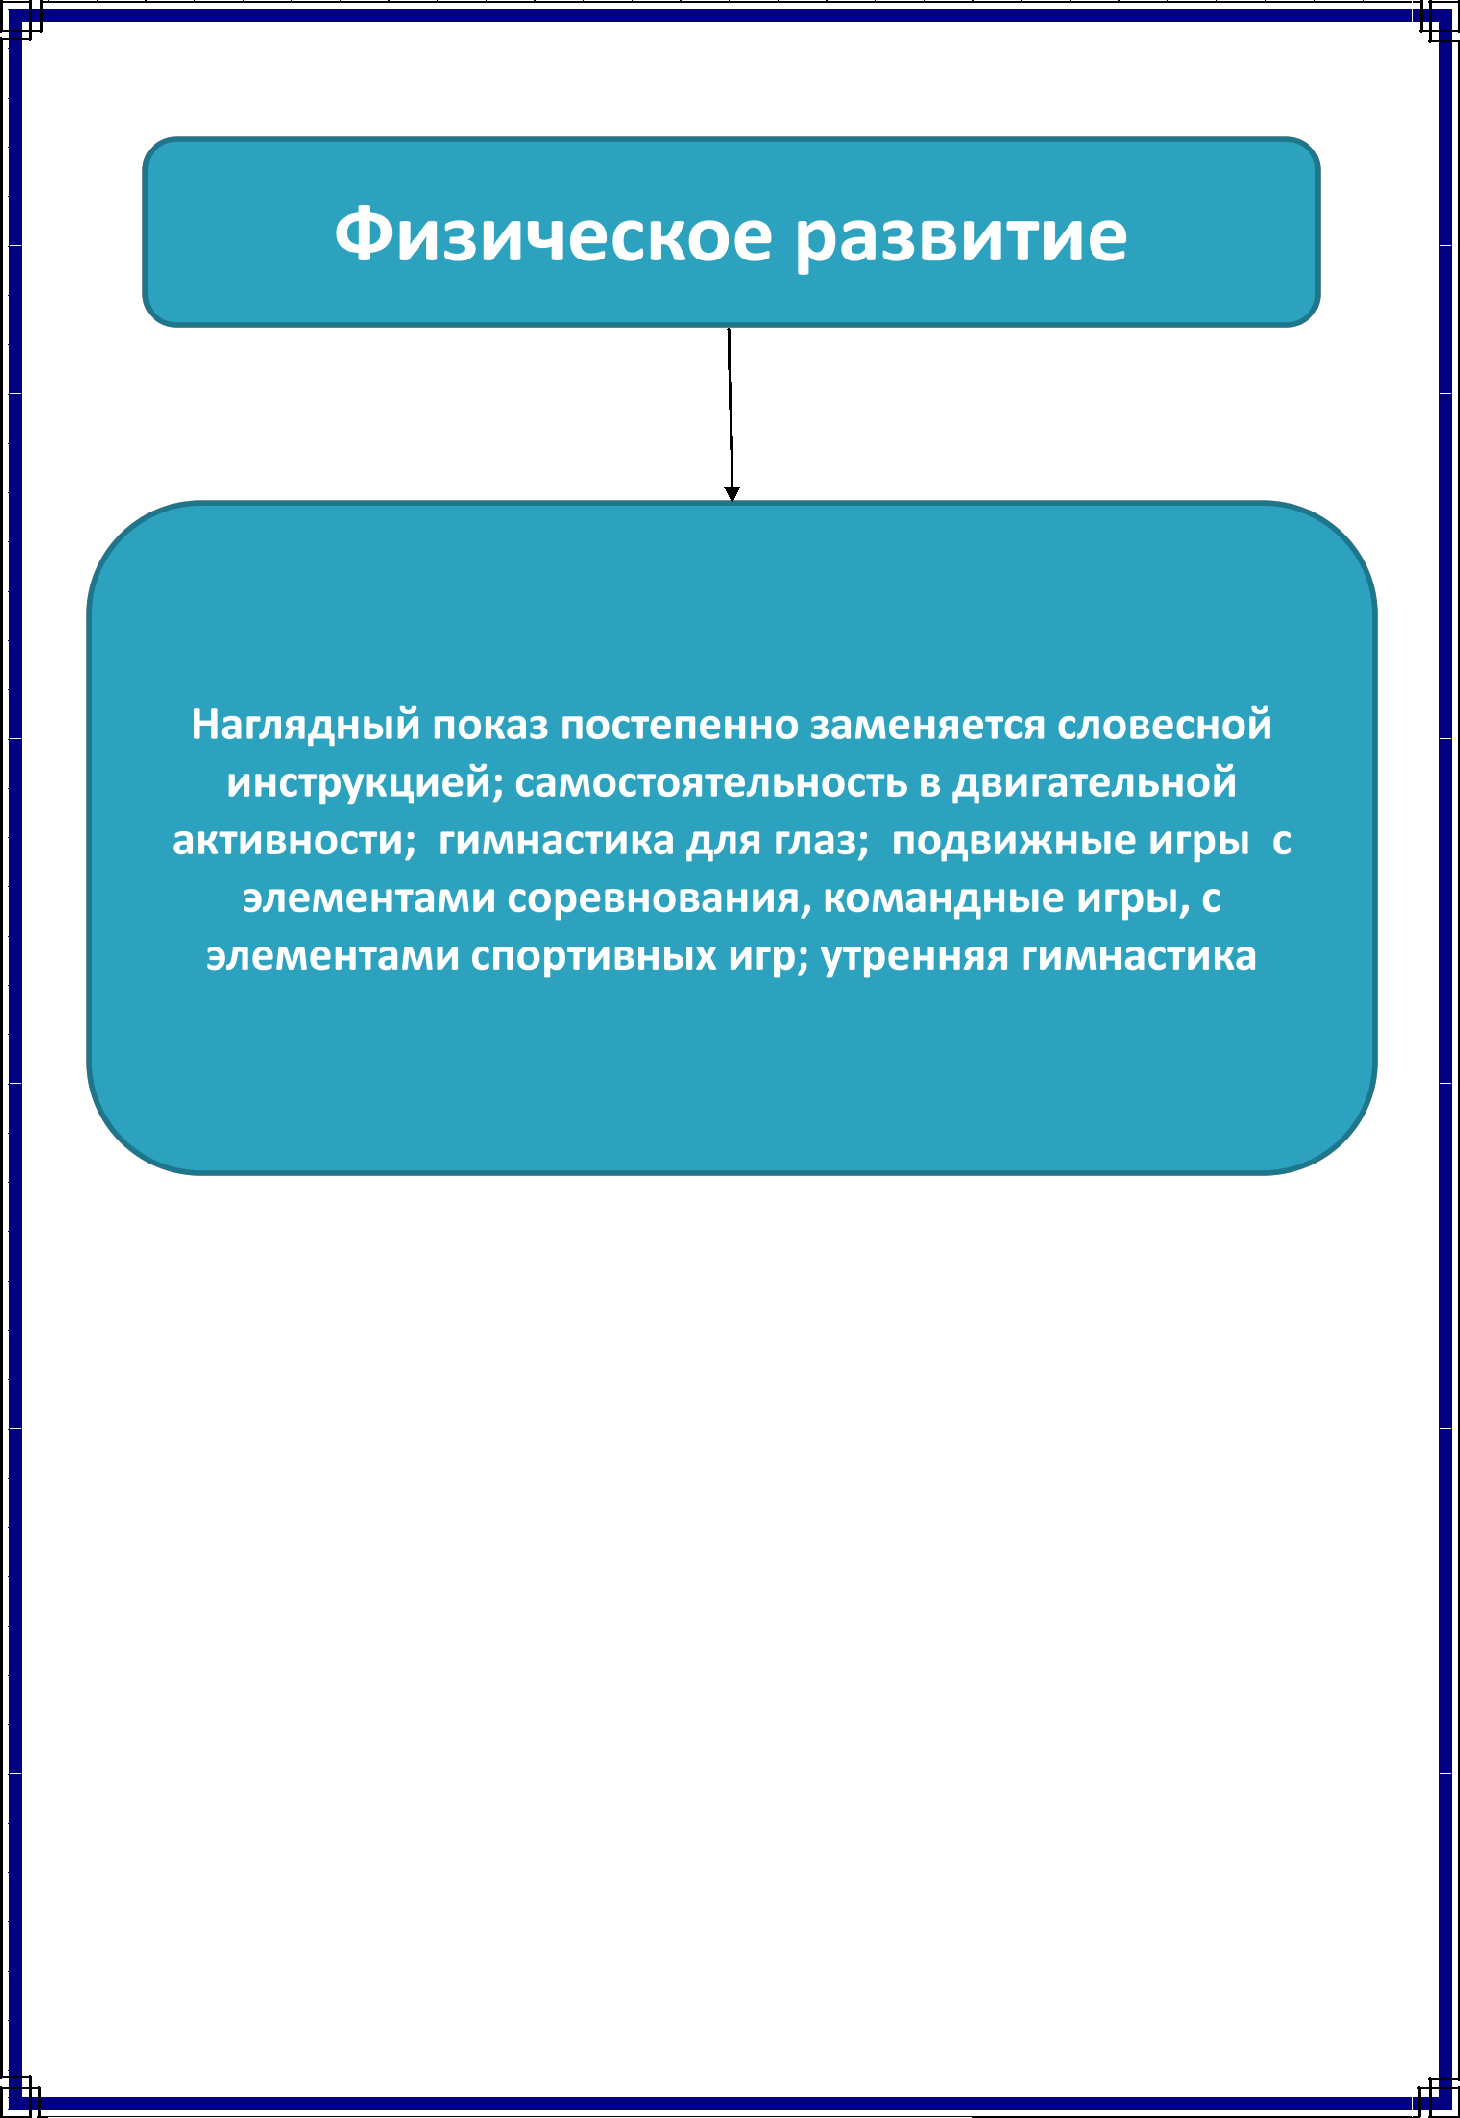 Физическое развитие
Наглядный показ постепенно заменяется словесной
инструкцией; самостоятельность в двигательной
активности;  гимнастика для глаз;  подвижные игры  с
элементами соревнования, командные игры, с
элементами спортивных игр; утренняя гимнастика